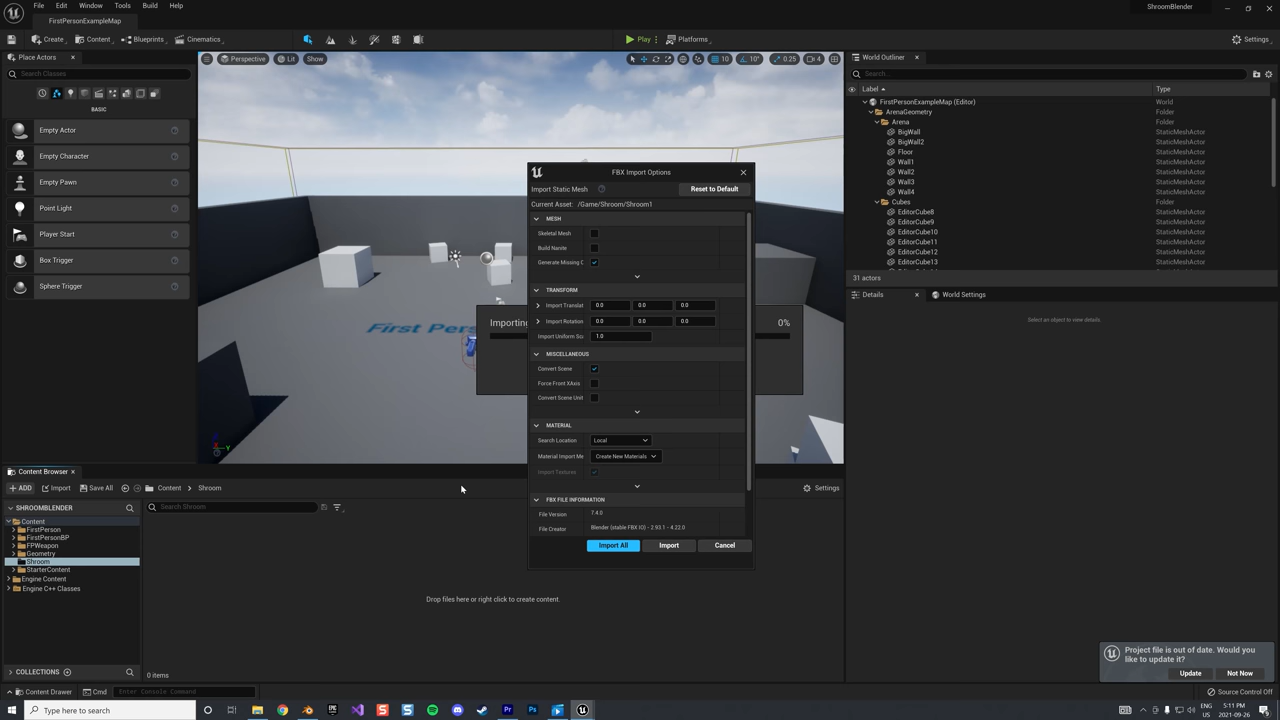 File Edit Window Tools Build Help
ShroomBlender
FirstPersonExampleMap
Create Content Blueprints Cinematics
Play Platforms
Settings
Place Actors
Search Classes
BASIC
Empty Actor
Empty Character
Empty Pawn
Point Light
Player Start
Box Trigger
Sphere Trigger
Perspective Lit Show
10 10° 0.25 4
First Pers
Importing
0%
FBX Import Options
Import Static Mesh
Reset to Default
Current Asset: /Game/Shroom/Shroom1
MESH
Skeletal Mesh
Build Nanite
Generate Missing C
TRANSFORM
Import Translat 0.0 0.0 0.0
Import Rotation 0.0 0.0 0.0
Import Uniform Sc 1.0
MISCELLANEOUS
Convert Scene
Force Front XAxis
Convert Scene Unit
MATERIAL
Search Location Local
Material Import Me Create New Materials
Import Textures
FBX FILE INFORMATION
File Version 7.4.0
File Creator Blender (stable FBX IO) - 2.93.1 - 4.22.0
Import All Import Cancel
World Outliner
Search...
Label Type
FirstPersonExampleMap (Editor) World
ArenaGeometry Folder
Arena Folder
BigWall StaticMeshActor
BigWall2 StaticMeshActor
Floor StaticMeshActor
Wall1 StaticMeshActor
Wall2 StaticMeshActor
Wall3 StaticMeshActor
Wall4 StaticMeshActor
Cubes Folder
EditorCube8 StaticMeshActor
EditorCube9 StaticMeshActor
EditorCube10 StaticMeshActor
EditorCube11 StaticMeshActor
EditorCube12 StaticMeshActor
EditorCube13 StaticMeshActor
31 actors
Details World Settings
Select an object to view details.
Content Browser
ADD Import Save All Content Shroom
Settings
SHROOMBLENDER
Search Shroom
Content
FirstPerson
FirstPersonBP
FPWeapon
Geometry
Shroom
StarterContent
Engine Content
Engine C++ Classes
Drop files here or right click to create content.
COLLECTIONS
0 items
Project file is out of date. Would you
like to update it?
Update Not Now
Content Drawer Cmd Enter Console Command
Source Control Off
Type here to search
ENG
US
5:11 PM
2021-09-26